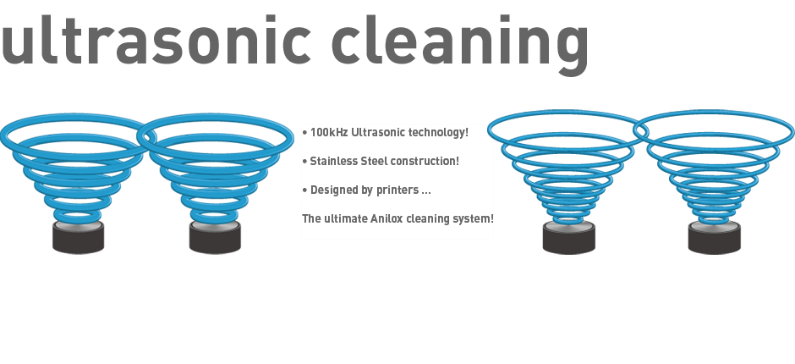 ultrasonic cleaning
• 100kHz Ultrasonic technology!
• Stainless Steel construction!
• Designed by printers ...
The ultimate Anilox cleaning system!